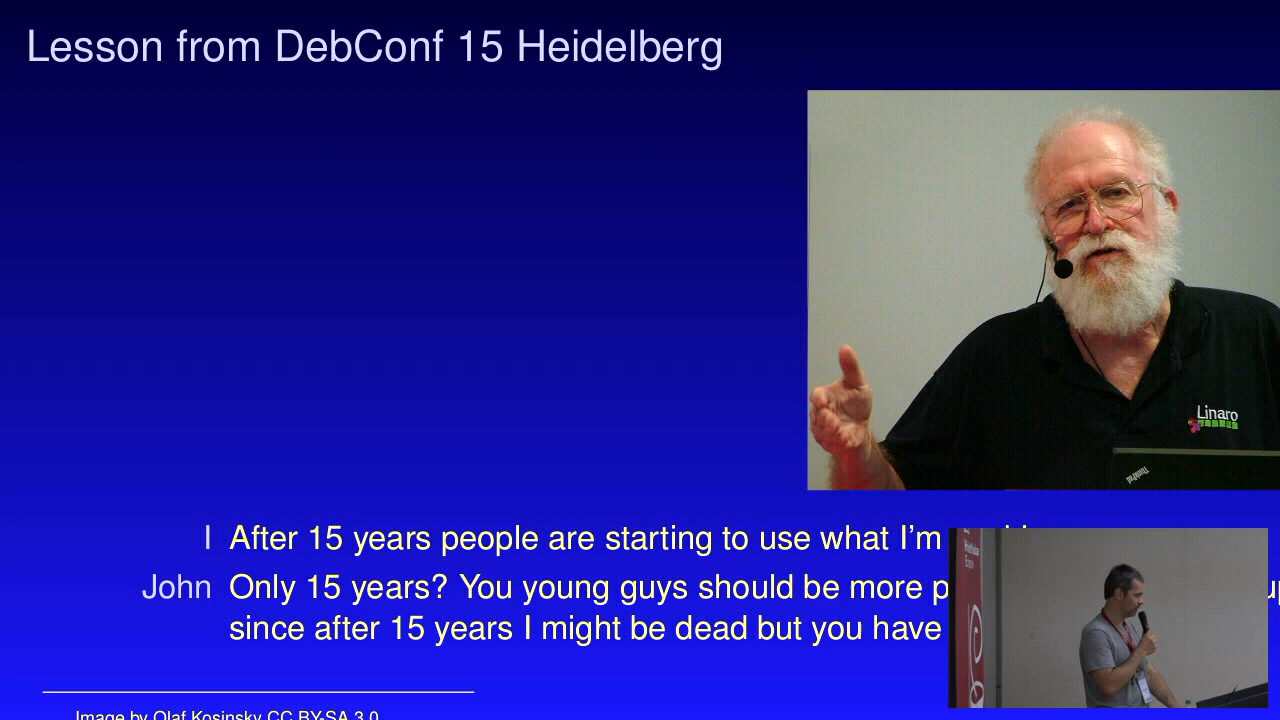 Lesson from DebConf 15 Heidelberg
Linaro
ThinkPad
I After 15 years people are starting to use what I'm
John Only 15 years? You young guys should be more
since after 15 years I might be dead but you have
Image by Olaf Kosinsky CC BY-SA 3.0